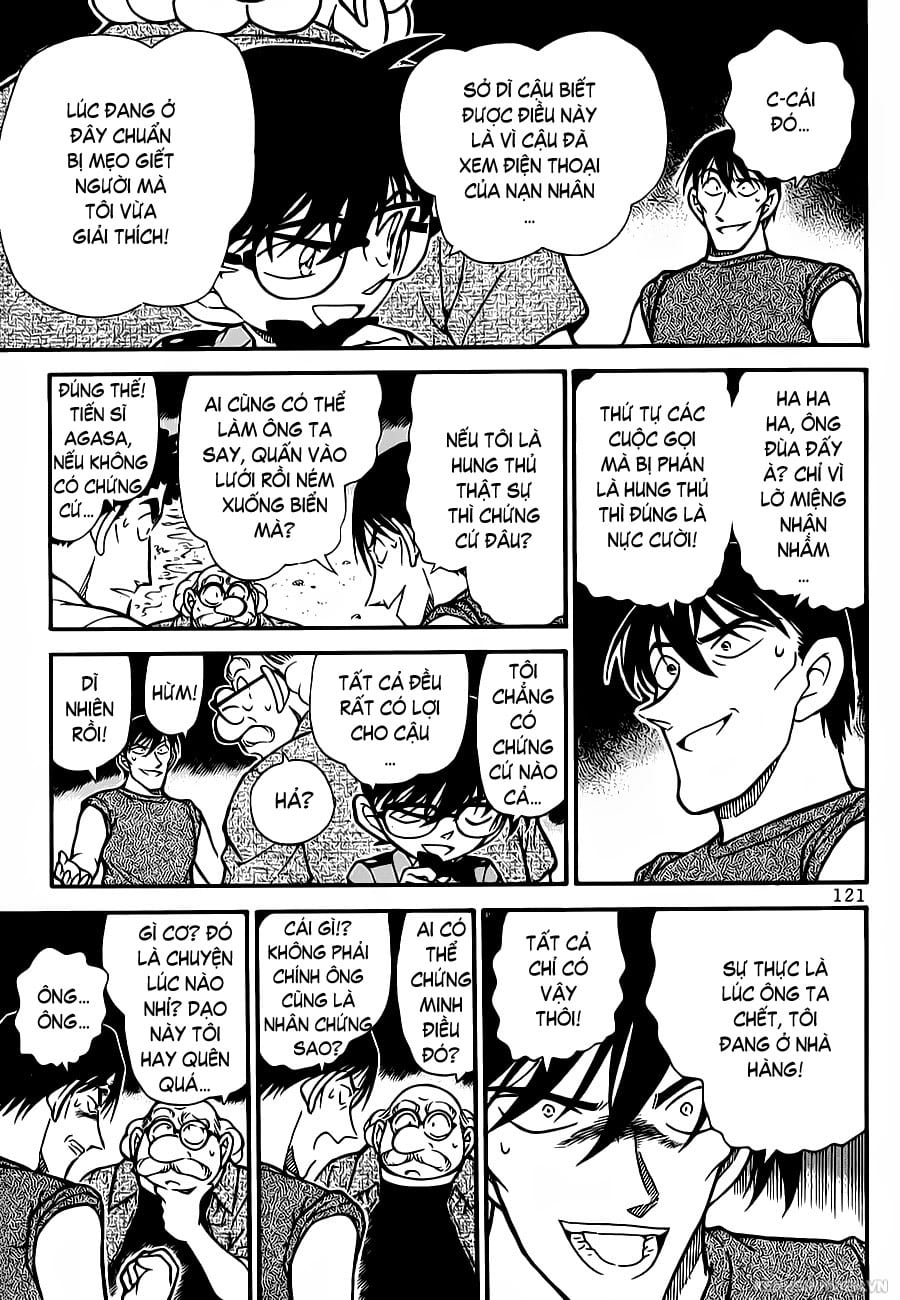 C-CÁI
ĐÓ...
SỞ DĨ CẬU BIẾT
ĐƯỢC ĐIỀU NÀY
LÀ VÌ CẬU ĐÃ
XEM ĐIỆN THOẠI
CỦA NẠN NHÂN
...
LÚC ĐANG Ở
ĐÂY CHUẨN
BỊ MẸO GIẾT
NGƯỜI MÀ
TÔI VỪA
GIẢI THÍCH!
HA HA
HA, ÔNG
ĐÙA ĐẤY
À? CHỈ VÌ
LỠ MIỆNG
NHẬN
NHẦM
...
THỨ TỰ CÁC
CUỘC GỌI
MÀ BỊ PHÁN
LÀ HUNG THỦ
THÌ ĐÚNG LÀ
NỰC CƯỜI!
NẾU TÔI LÀ
HUNG THỦ
THẬT SỰ
THÌ CHỨNG
CỨ ĐÂU?
AI CŨNG CÓ THỂ
LÀM ÔNG TA
SAY, QUẤN VÀO
LƯỚI RỒI NÉM
XUỐNG BIỂN
MÀ?
ĐÚNG THẾ!
TIẾN SĨ
AGASA,
NẾU KHÔNG
CÓ CHỨNG
CỨ...
TÔI
CHẲNG
CÓ
CHỨNG
CỨ NÀO
CẢ...
TẤT CẢ ĐỀU
RẤT CÓ LỢI
CHO CẬU
...
HẢ?
HỪM!
DĨ
NHIÊN
RỒI!
121
SỰ THỰC LÀ
LÚC ÔNG TA
CHẾT, TÔI
ĐANG Ở NHÀ
HÀNG!
TẤT CẢ
CHỈ CÓ
VẬY
THÔI!
AI CÓ
THỂ
CHỨNG
MINH
ĐIỀU
ĐÓ?
CÁI GÌ!?
KHÔNG PHẢI
CHÍNH ÔNG
CŨNG LÀ
NHÂN CHỨNG
SAO?
GÌ CƠ? ĐÓ
LÀ CHUYỆN
LÚC NÀO
NHỈ? DẠO
NÀY TÔI
HAY QUÊN
QUÁ...
ÔNG...
ÔNG...